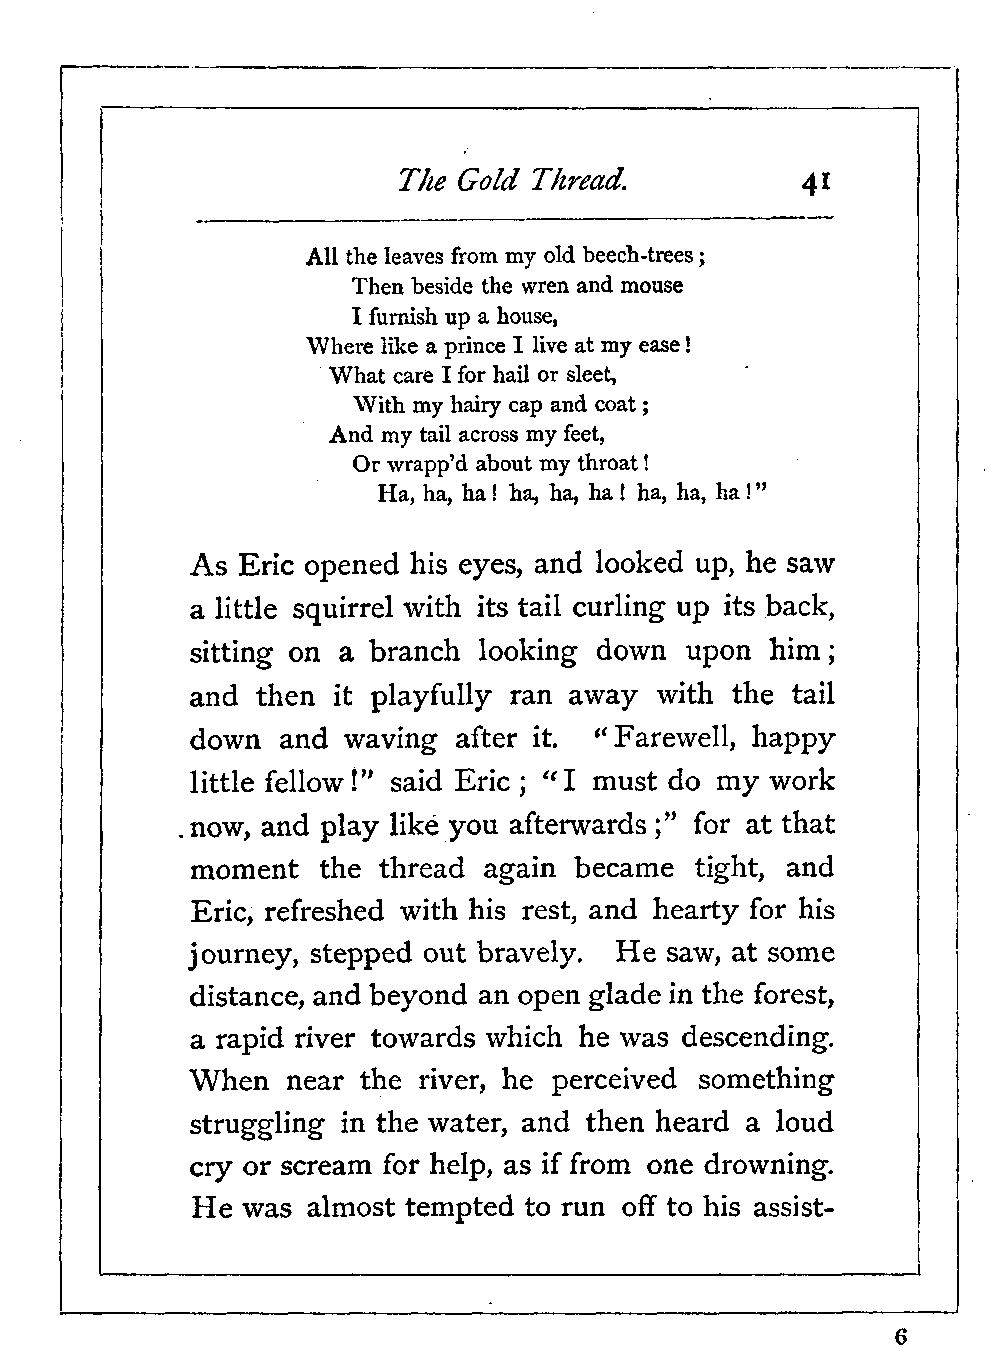 The Gold Thread. 41
All the leaves from my old beech-trees;
Then beside the wren and mouse
I furnish up a house,
Where like a prince I live at my ease!
What care I for hail or sleet,
With my hairy cap and coat;
And my tail across my feet,
Or wrapp'd about my throat!
Ha, ha, ha! ha, ha, ha! ha, ha, ha!"
As Eric opened his eyes, and looked up, he saw
a little squirrel with its tail curling up its back,
sitting on a branch looking down upon him;
and then it playfully ran away with the tail
down and waving after it. "Farewell, happy
little fellow!" said Eric; "I must do my work
now, and play like you afterwards;" for at that
moment the thread again became tight, and
Eric, refreshed with his rest, and hearty for his
journey, stepped out bravely. He saw, at some
distance, and beyond an open glade in the forest,
a rapid river towards which he was descending.
When near the river, he perceived something
struggling in the water, and then heard a loud
cry or scream for help, as if from one drowning.
He was almost tempted to run off to his assist-
6